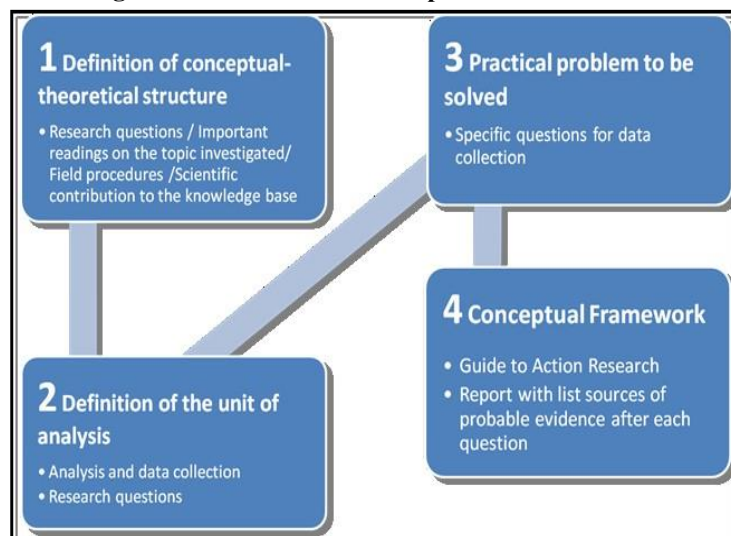 1 Definition of conceptual-
theoretical structure
• Research questions / Important
readings on the topic investigated/
Field procedures /Scientific
contribution to the knowledge base
2 Definition of the unit of
analysis
• Analysis and data collection
• Research questions
3 Practical problem to be
solved
• Specific questions for data
collection
4 Conceptual Framework
• Guide to Action Research
• Report with list sources of
probable evidence after each
question